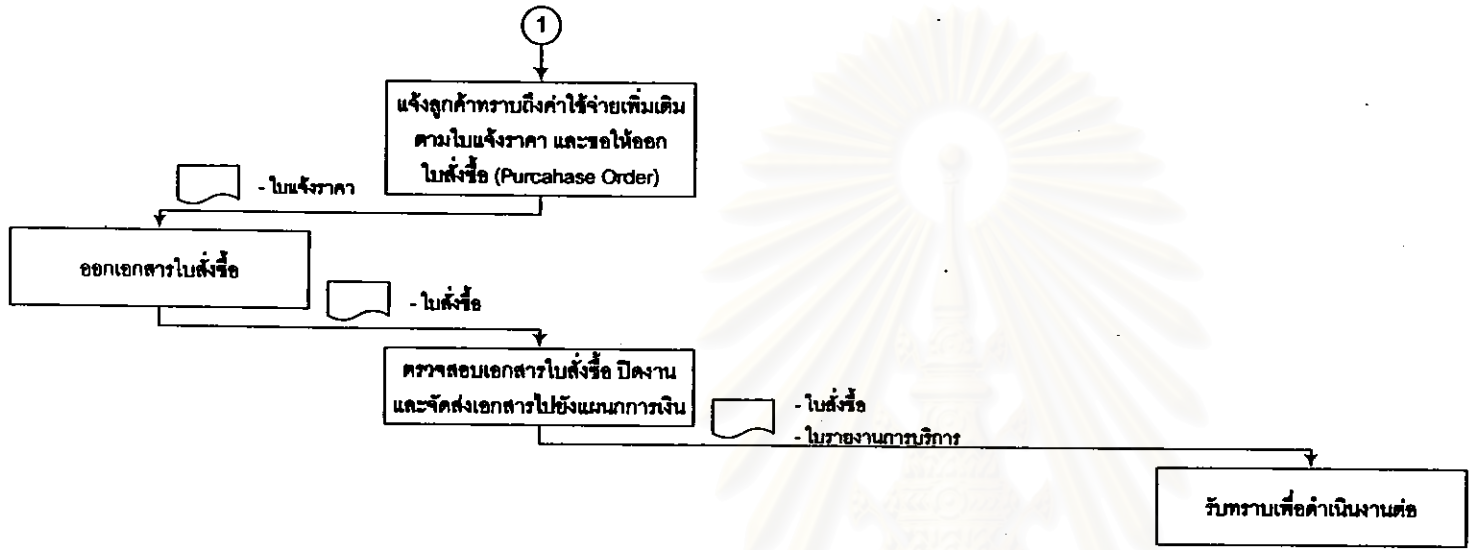 1
แจ้งลูกค้าทราบถึงค่าใช้จ่ายเพิ่มเติม
ตามใบแจ้งราคา และขอให้ออก
ใบสั่งซื้อ (Purcahase Order)
- ใบแจ้งราคา
ออกเอกสารใบสั่งซื้อ
- ใบสั่งซื้อ
ตรวจสอบเอกสารใบสั่งซื้อ ปิดงาน
และจัดส่งเอกสารไปยังแผนกการเงิน
- ใบสั่งซื้อ
- ใบรายงานการบริการ
รับทราบเพื่อดำเนินงานต่อ